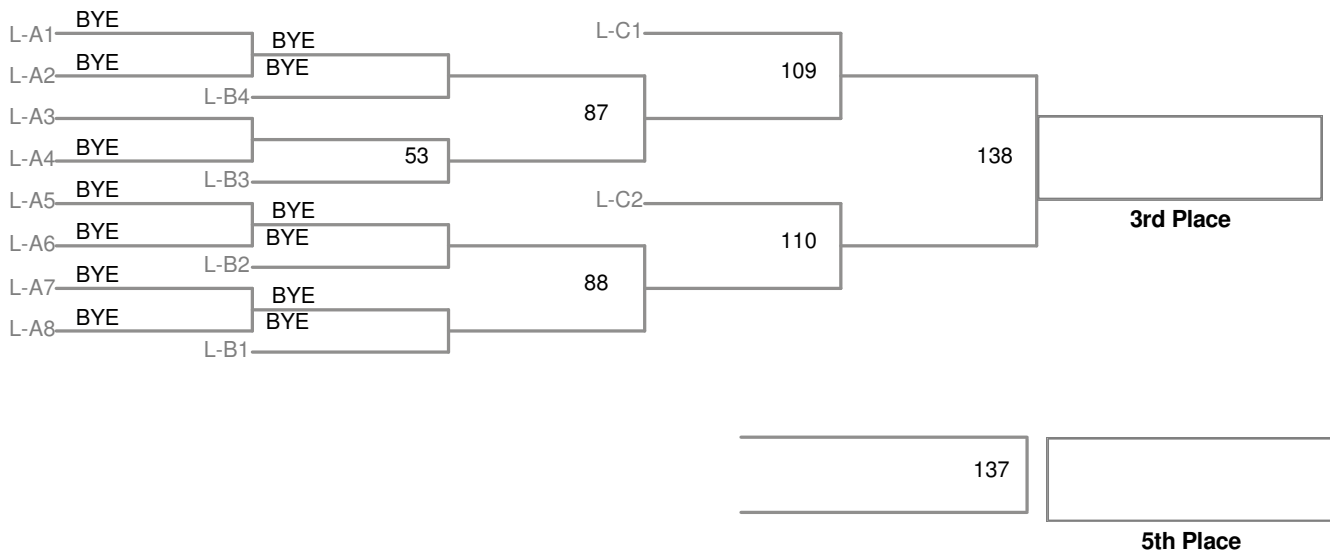 L-A1 BYE
BYE
L-A2 BYE
BYE
L-B4
L-A3
L-A4 BYE
L-B3
53
87
L-C1
109
L-A5 BYE
BYE
L-A6 BYE
BYE
L-B2
L-A7 BYE
BYE
L-A8 BYE
BYE
L-B1
88
L-C2
110
138
3rd Place
137
5th Place